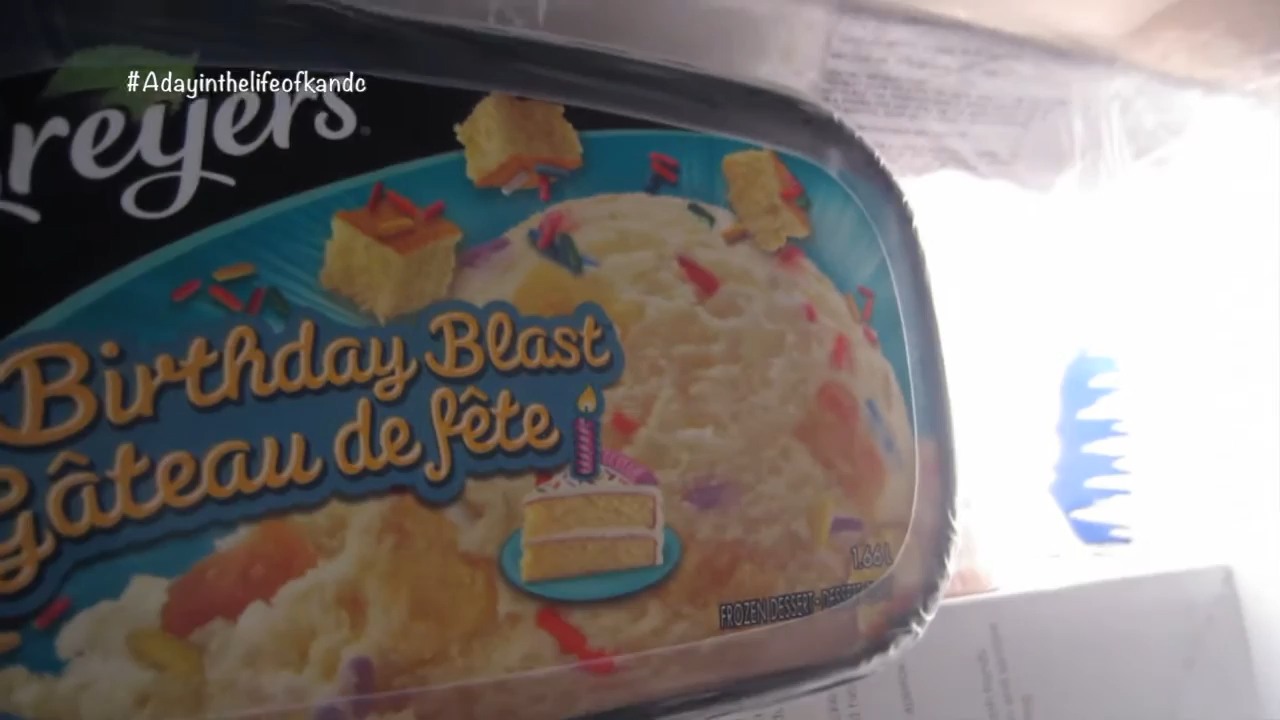 #Adayinthelifeofkandc
reyers
Birthday Blast
Gâteau de fête
1.66 L
FROZEN DESSERT